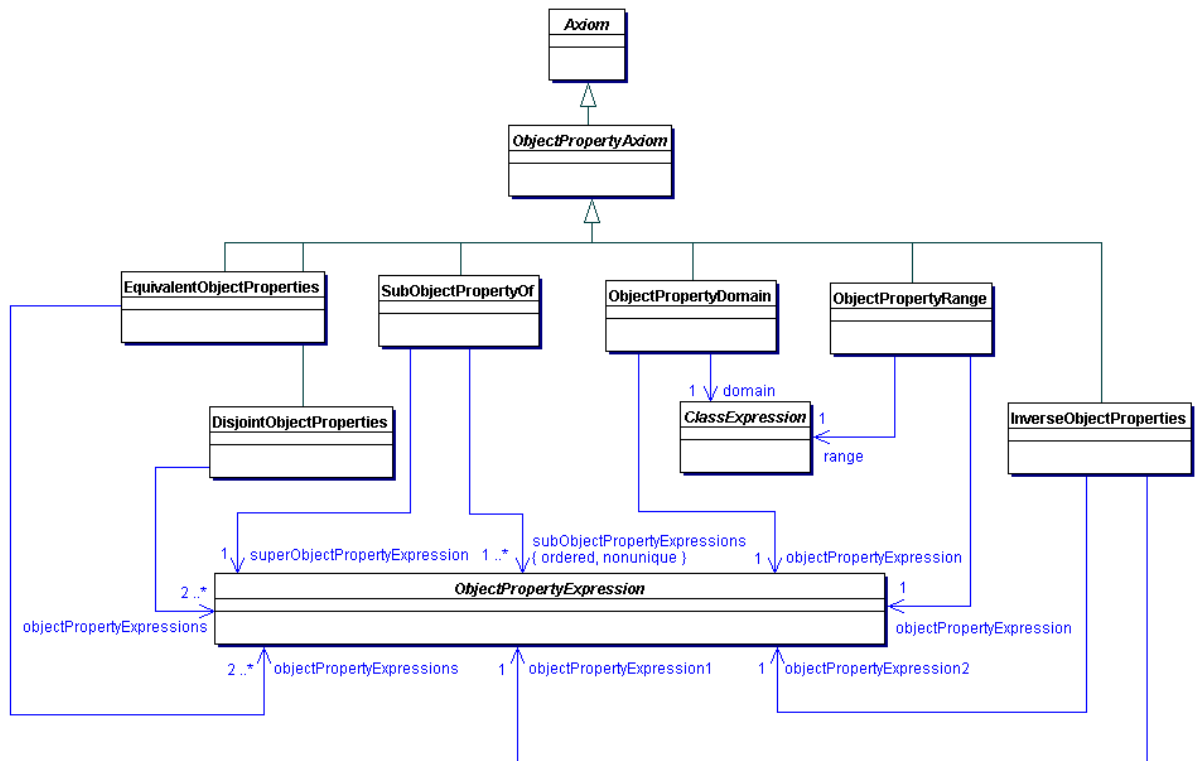 Axiom
ObjectPropertyAxiom
EquivalentObjectProperties
SubObjectPropertyOf
ObjectPropertyDomain
ObjectPropertyRange
1
domain
DisjointObjectProperties
ClassExpression
1
InverseObjectProperties
range
1
superObjectPropertyExpression
1 ..*
subObjectPropertyExpressions
{ ordered, nonunique }
1
objectPropertyExpression
ObjectPropertyExpression
2 ..*
1
objectPropertyExpressions
objectPropertyExpression
2 ..*
objectPropertyExpressions
1
objectPropertyExpression1
1
objectPropertyExpression2